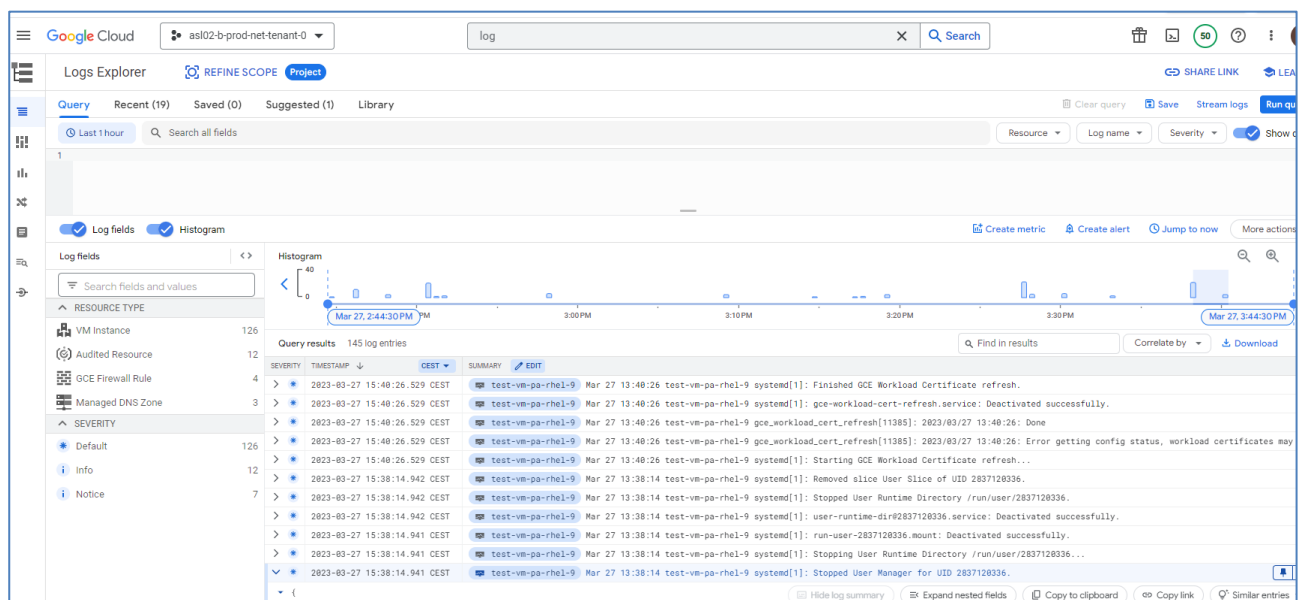 Google Cloud asl02-b-prod-net-tenant-0 log Search 50
Logs Explorer REFINE SCOPE Project SHARE LINK LEA
Query Recent (19) Saved (0) Suggested (1) Library Clear query Save Stream logs Run qu
Last 1 hour Search all fields Resource Log name Severity Show
1
Log fields Histogram Create metric Create alert Jump to now More actions
Log fields <> Histogram
40
0
Search fields and values
RESOURCE TYPE
VM Instance 126
Audited Resource 12
GCE Firewall Rule 4
Managed DNS Zone 3
SEVERITY
Default 126
Info 12
Notice 7
Mar 27, 2:44:30 PM PM 3:00 PM 3:10 PM 3:20 PM 3:30 PM Mar 27, 3:44:30 PM
Query results 145 log entries Find in results Correlate by Download
SEVERITY TIMESTAMP CEST SUMMARY EDIT
2023-03-27 15:40:26.529 CEST test-vm-pa-rhel-9 Mar 27 13:40:26 test-vm-pa-rhel-9 systemd[1]: Finished GCE Workload Certificate refresh.
2023-03-27 15:40:26.529 CEST test-vm-pa-rhel-9 Mar 27 13:40:26 test-vm-pa-rhel-9 systemd[1]: gce-workload-cert-refresh.service: Deactivated successfully.
2023-03-27 15:40:26.529 CEST test-vm-pa-rhel-9 Mar 27 13:40:26 test-vm-pa-rhel-9 gce_workload_cert_refresh[11385]: 2023/03/27 13:40:26: Done
2023-03-27 15:40:26.529 CEST test-vm-pa-rhel-9 Mar 27 13:40:26 test-vm-pa-rhel-9 gce_workload_cert_refresh[11385]: 2023/03/27 13:40:26: Error getting config status, workload certificates may
2023-03-27 15:40:26.529 CEST test-vm-pa-rhel-9 Mar 27 13:40:26 test-vm-pa-rhel-9 systemd[1]: Starting GCE Workload Certificate refresh...
2023-03-27 15:38:14.942 CEST test-vm-pa-rhel-9 Mar 27 13:38:14 test-vm-pa-rhel-9 systemd[1]: Removed slice User Slice of UID 2837120336.
2023-03-27 15:38:14.942 CEST test-vm-pa-rhel-9 Mar 27 13:38:14 test-vm-pa-rhel-9 systemd[1]: Stopped User Runtime Directory /run/user/2837120336.
2023-03-27 15:38:14.942 CEST test-vm-pa-rhel-9 Mar 27 13:38:14 test-vm-pa-rhel-9 systemd[1]: user-runtime-dir@2837120336.service: Deactivated successfully.
2023-03-27 15:38:14.941 CEST test-vm-pa-rhel-9 Mar 27 13:38:14 test-vm-pa-rhel-9 systemd[1]: run-user-2837120336.mount: Deactivated successfully.
2023-03-27 15:38:14.941 CEST test-vm-pa-rhel-9 Mar 27 13:38:14 test-vm-pa-rhel-9 systemd[1]: Stopping User Runtime Directory /run/user/2837120336...
2023-03-27 15:38:14.941 CEST test-vm-pa-rhel-9 Mar 27 13:38:14 test-vm-pa-rhel-9 systemd[1]: Stopped User Manager for UID 2837120336.
{ Hide log summary Expand nested fields Copy to clipboard Copy link Similar entries